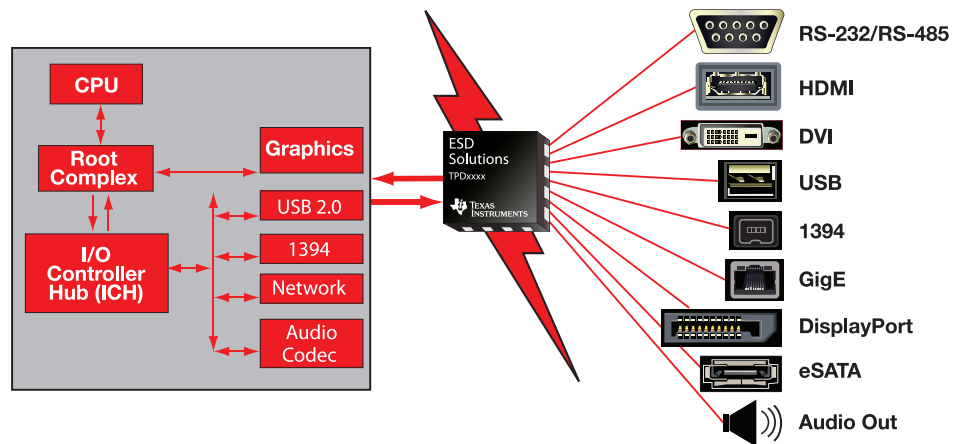 CPU
Root
Complex
I/O
Controller
Hub (ICH)
Graphics
USB 2.0
1394
Network
Audio
Codec
ESD
Solutions
TPDxxxx
TEXAS
INSTRUMENTS
RS-232/RS-485
HDMI
DVI
USB
1394
GigE
DisplayPort
eSATA
Audio Out